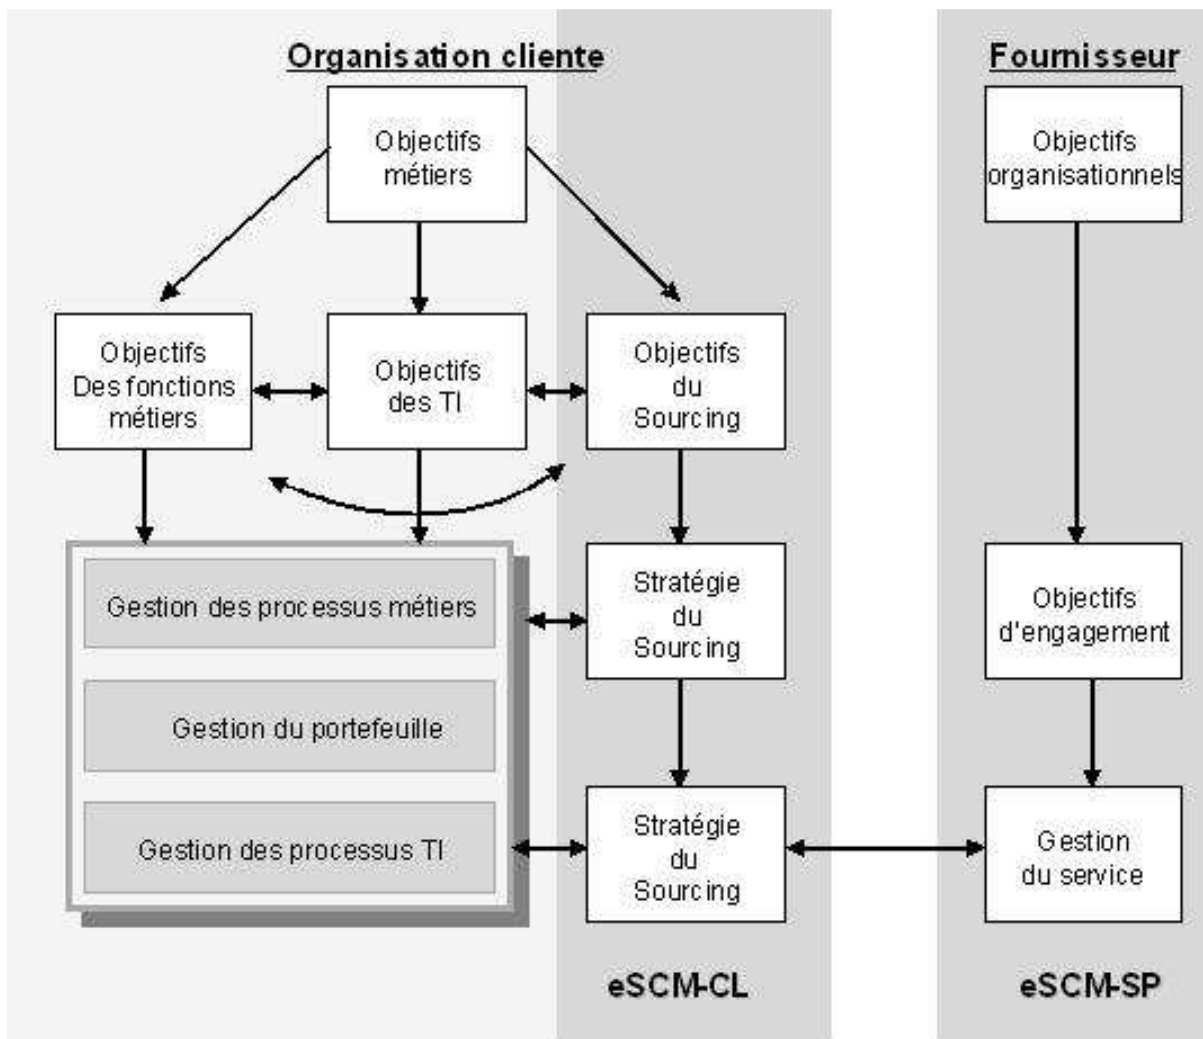 Organisation cliente
Fournisseur
Objectifs
métiers
Objectifs
organisationnels
Objectifs
Des fonctions
métiers
Objectifs
des TI
Objectifs
du
Sourcing
Gestion des processus métiers
Gestion du portefeuille
Gestion des processus TI
Stratégie
du
Sourcing
Objectifs
d'engagement
Stratégie
du
Sourcing
Gestion
du service
eSCM-CL
eSCM-SP